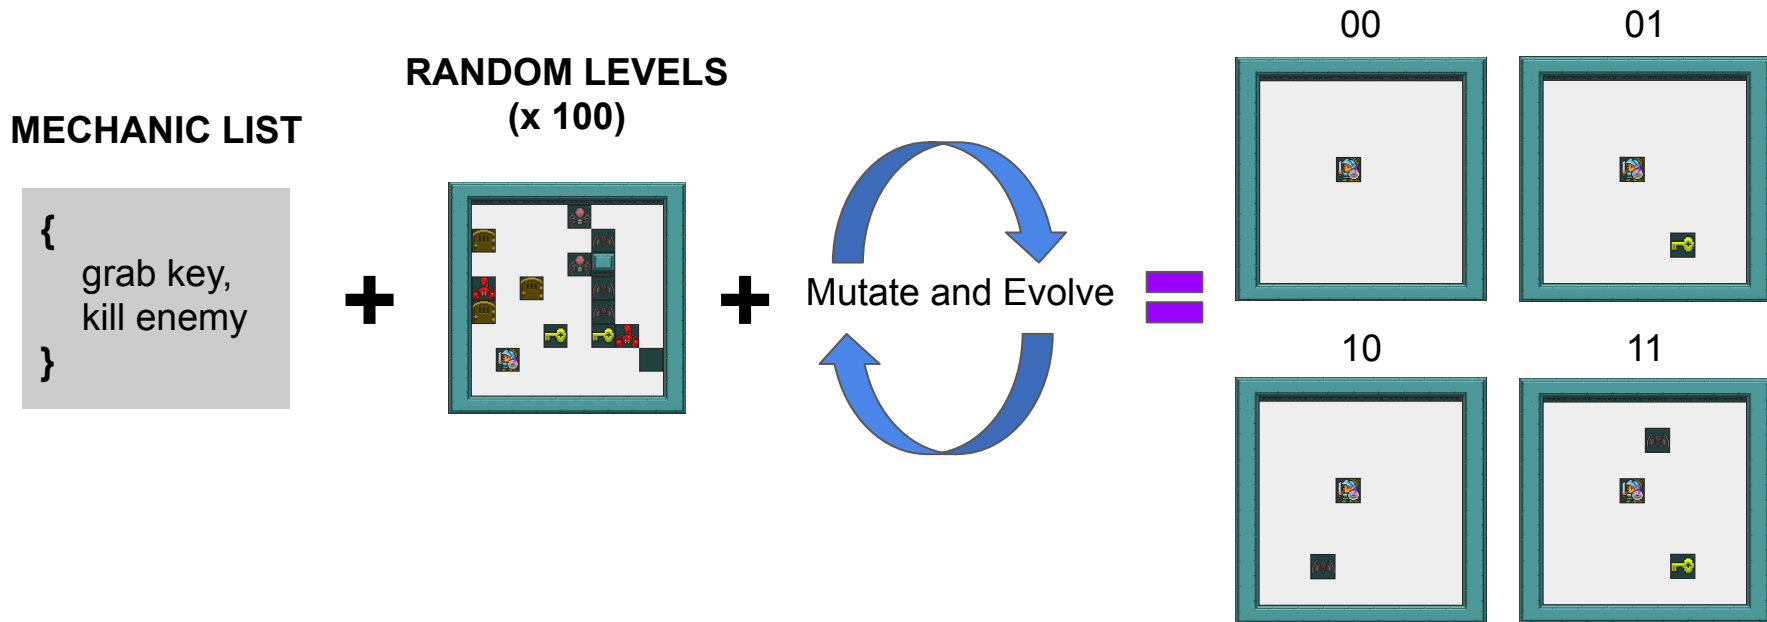 MECHANIC LIST
{
grab key,
kill enemy
}
RANDOM LEVELS
(x 100)
Mutate and Evolve
00
01
10
11